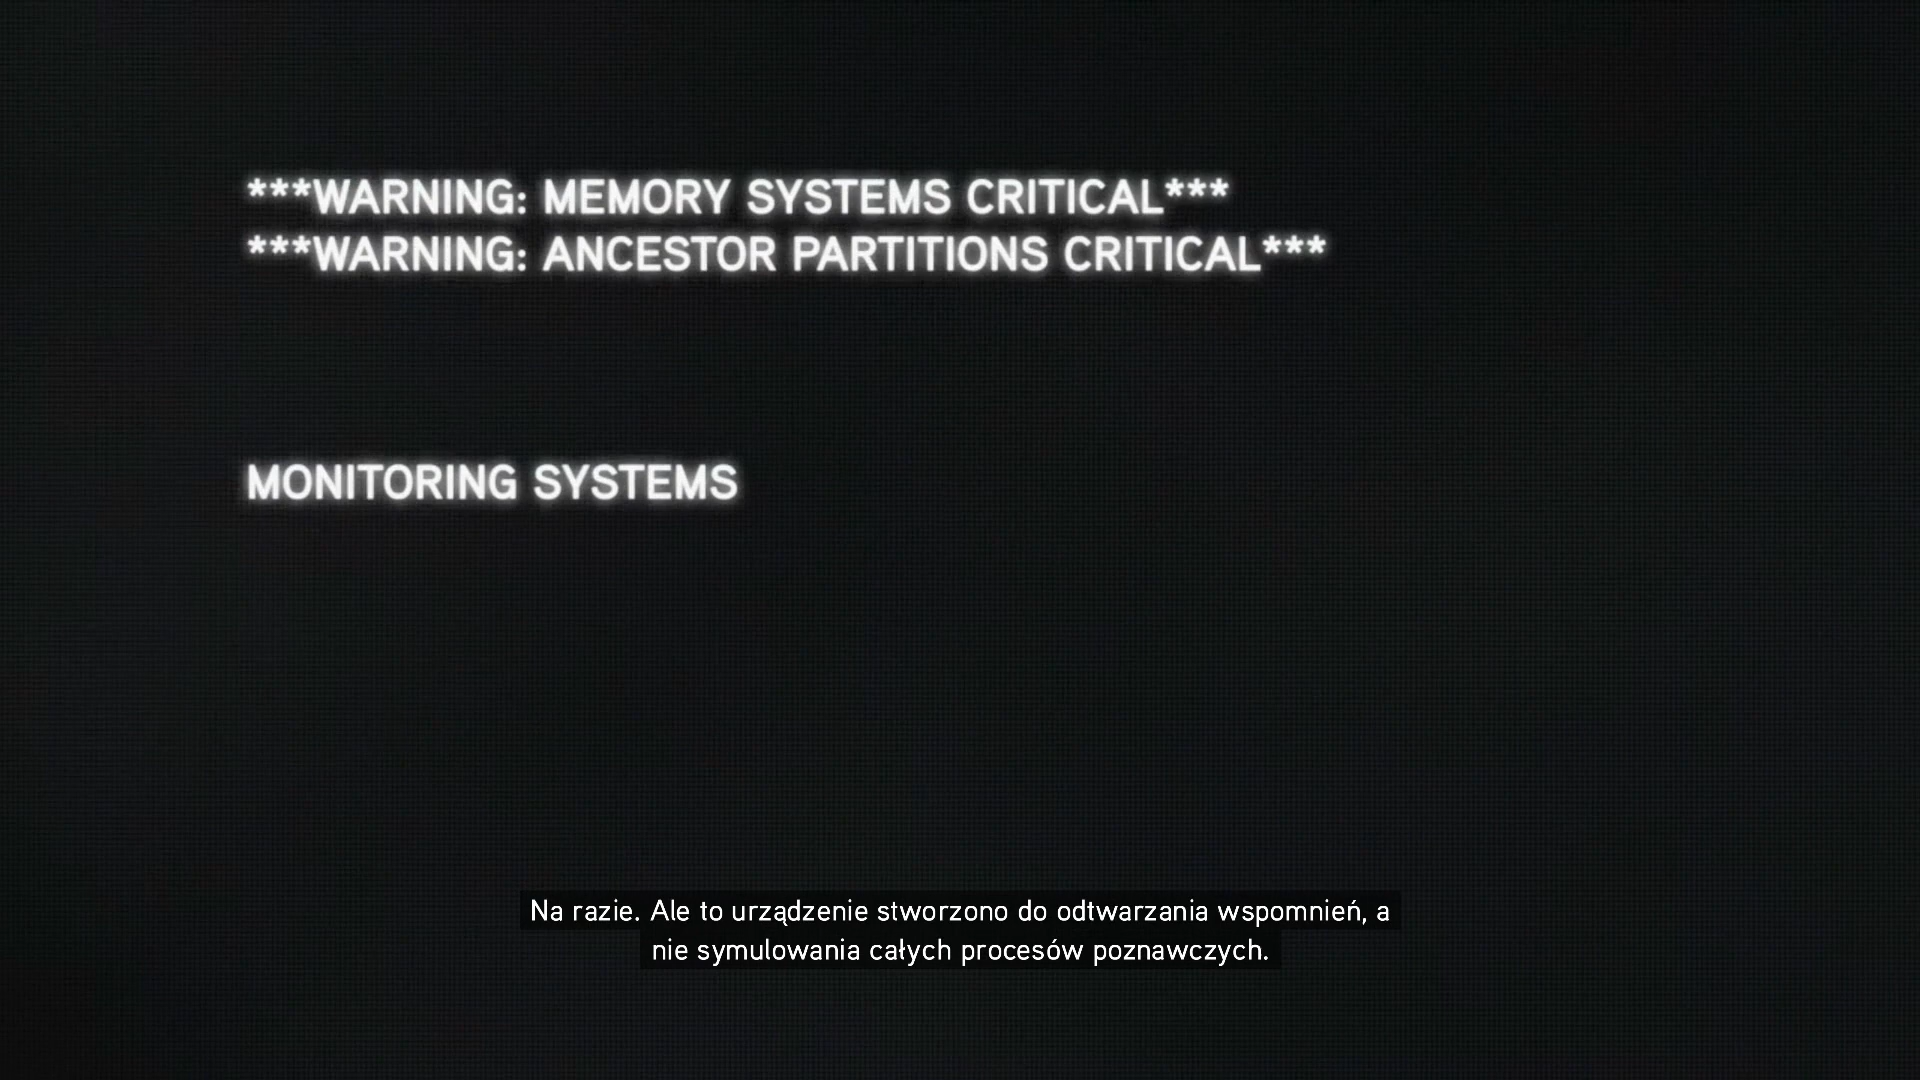 ***WARNING: MEMORY SYSTEMS CRITICAL***
***WARNING: ANCESTOR PARTITIONS CRITICAL***
MONITORING SYSTEMS
Na razie. Ale to urządzenie stworzono do odtwarzania wspomnień, a
nie symulowania całych procesów poznawczych.